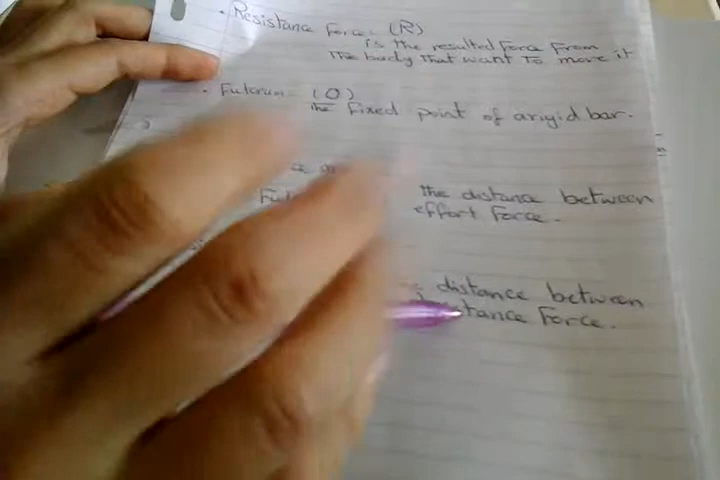 . Resistance Force: (R)
is the resulted force from
the body that want to move it
. Fulcrum (O)
the fixed point of a rigid bar.
the distance between
effort force.
distance between
Force.